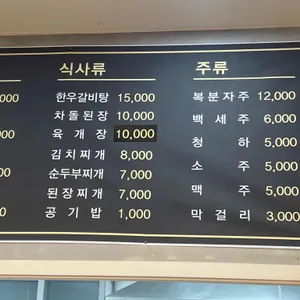 식사류
한우갈비탕 15,000
차돌된장 10,000
육개장 10,000
김치찌개 8,000
순두부찌개 7,000
된장찌개 7,000
공기밥 1,000
주류
복분자주 12,000
백세주 6,000
청하 5,000
소주 5,000
맥주 5,000
막걸리 3,000